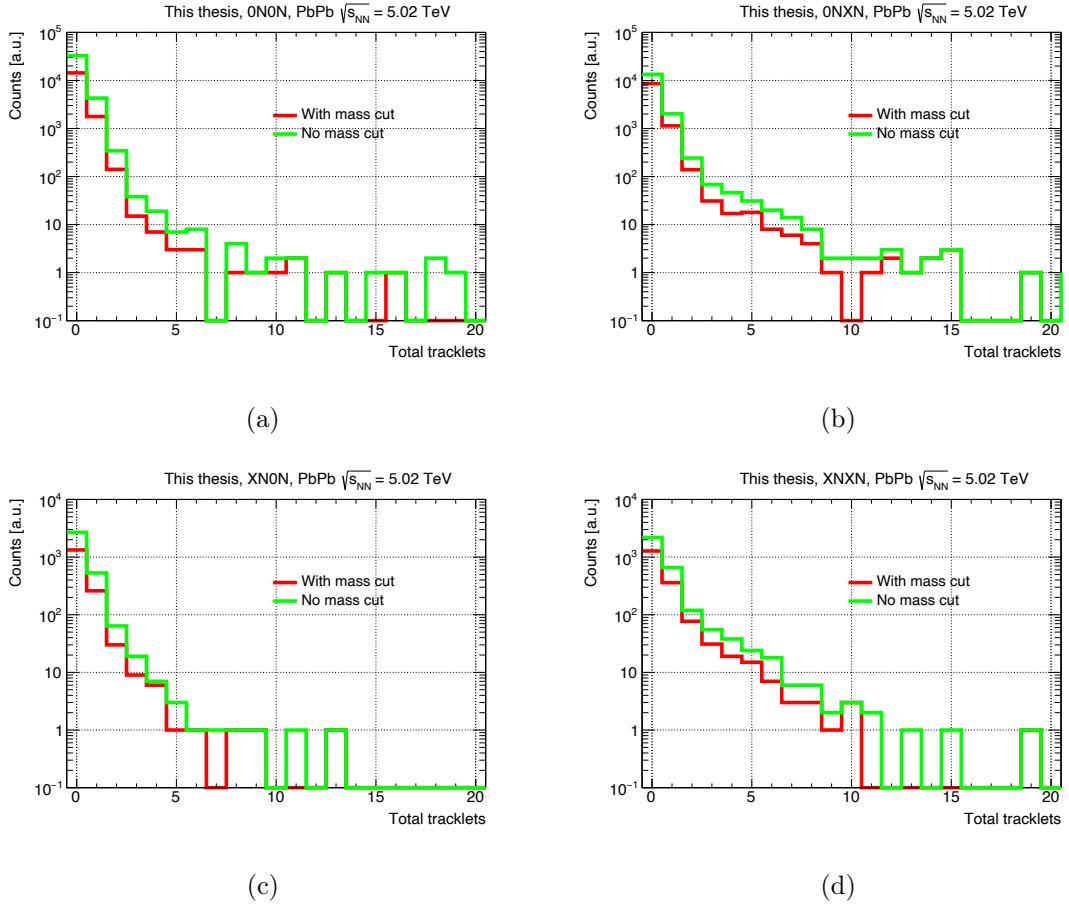 This thesis, 0N0N, PbPb √sNN = 5.02 TeV
Counts [a.u.]
10^5
10^4
10^3
10^2
10
1
10^−1
With mass cut
No mass cut
0 5 10 15 20
Total tracklets
(a)
This thesis, 0NXN, PbPb √sNN = 5.02 TeV
Counts [a.u.]
10^5
10^4
10^3
10^2
10
1
10^−1
With mass cut
No mass cut
0 5 10 15 20
Total tracklets
(b)
This thesis, XN0N, PbPb √sNN = 5.02 TeV
Counts [a.u.]
10^4
10^3
10^2
10
1
10^−1
With mass cut
No mass cut
0 5 10 15 20
Total tracklets
(c)
This thesis, XNXN, PbPb √sNN = 5.02 TeV
Counts [a.u.]
10^4
10^3
10^2
10
1
10^−1
With mass cut
No mass cut
0 5 10 15 20
Total tracklets
(d)